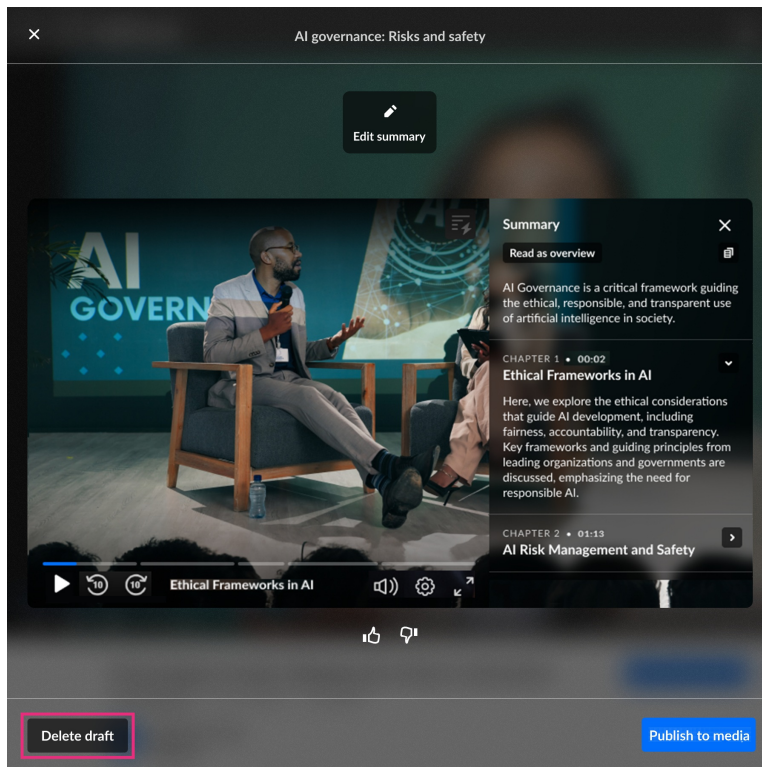 AI governance: Risks and safety
Edit summary
AI
GOVERN
AI
Summary
Read as overview
AI Governance is a critical framework guiding
the ethical, responsible, and transparent use
of artificial intelligence in society.
CHAPTER 1 • 00:02
Ethical Frameworks in AI
Here, we explore the ethical considerations
that guide AI development, including
fairness, accountability, and transparency.
Key frameworks and guiding principles from
leading organizations and governments are
discussed, emphasizing the need for
responsible AI.
CHAPTER 2 • 01:13
AI Risk Management and Safety
10
10
Ethical Frameworks in AI
Delete draft
Publish to media